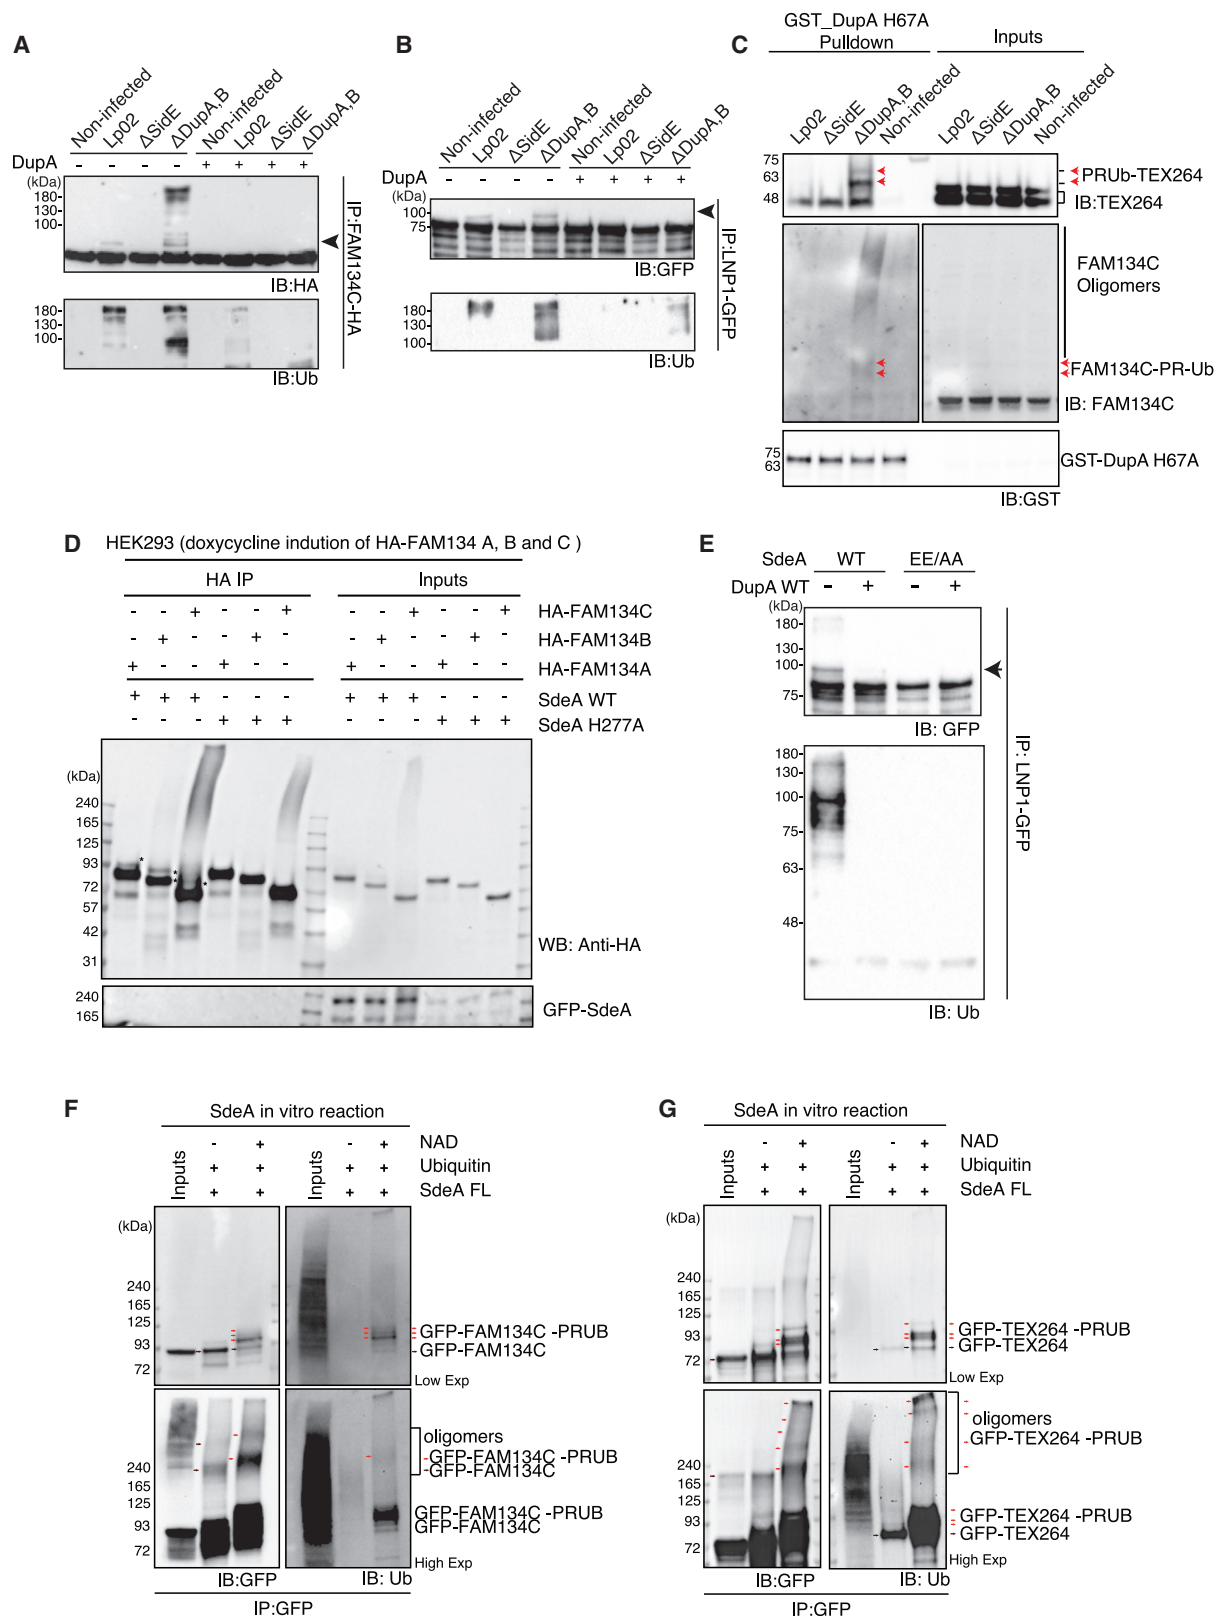 A
Non-infected
Lp02
ΔSidE
ΔDupA,B
Non-infected
Lp02
ΔSidE
ΔDupA,B
DupA - - - - + + + +
(kDa)
180-
130-
100-
IB:HA
180-
130-
100-
IB:Ub
IP:FAM134C-HA
B
Non-infected
Lp02
ΔSidE
ΔDupA,B
Non-infected
Lp02
ΔSidE
ΔDupA,B
DupA - - - - + + + +
(kDa)
100-
75-
IB:GFP
180-
130-
100-
IB:Ub
IP:LNP1-GFP
C
GST_DupA H67A
Pulldown
Inputs
Lp02
ΔSidE
ΔDupA,B
Non-infected
Lp02
ΔSidE
ΔDupA,B
Non-infected
75
63
48
PRUb-TEX264
IB:TEX264
FAM134C
Oligomers
FAM134C-PR-Ub
IB: FAM134C
75
63
GST-DupA H67A
IB:GST
D
HEK293 (doxycycline indution of HA-FAM134 A, B and C )
HA IP
Inputs
- - + - - + - - + - - + HA-FAM134C
- + - - + - - + - - + - HA-FAM134B
+ - - + - - + - - + - - HA-FAM134A
+ + + - - - + + + - - - SdeA WT
- - - + + + - - - + + + SdeA H277A
(kDa)
240
165
125
93
72
57
42
31
* * * *
WB: Anti-HA
240
165
GFP-SdeA
E
SdeA WT EE/AA
DupA WT - + - +
(kDa)
180-
130-
100-
75-
IB: GFP
180-
130-
100-
75-
63-
48-
IB: Ub
IP: LNP1-GFP
F
SdeA in vitro reaction
Inputs - + Inputs - + NAD
+ + + + Ubiquitin
+ + + + SdeA FL
(kDa)
240
165
125
93
72
GFP-FAM134C -PRUB
GFP-FAM134C
Low Exp
240
165
125
93
72
oligomers
GFP-FAM134C -PRUB
GFP-FAM134C
GFP-FAM134C -PRUB
GFP-FAM134C
High Exp
IB:GFP
IB: Ub
IP:GFP
G
SdeA in vitro reaction
Inputs - + Inputs - + NAD
+ + + + Ubiquitin
+ + + + SdeA FL
(kDa)
240
165
125
93
72
GFP-TEX264 -PRUB
GFP-TEX264
Low Exp
240
165
125
93
72
oligomers
GFP-TEX264 -PRUB
GFP-TEX264 -PRUB
GFP-TEX264
High Exp
IB:GFP
IB: Ub
IP:GFP